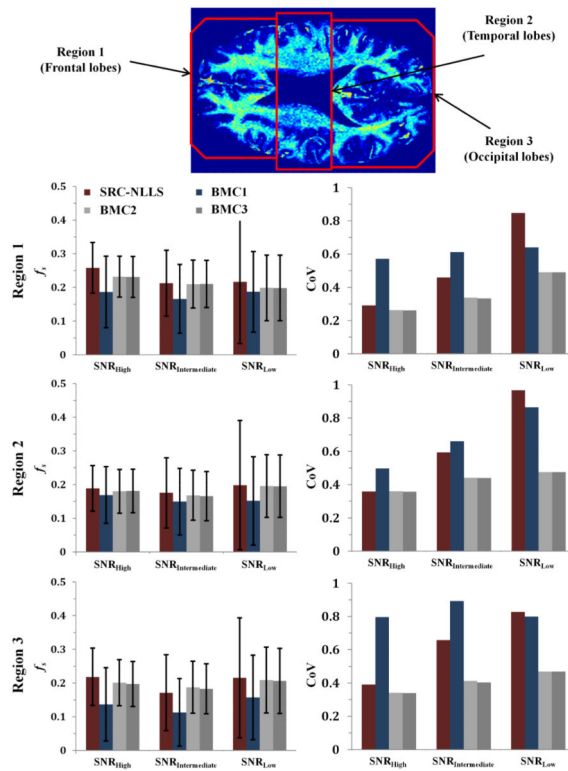 Region 1
(Frontal lobes)
Region 2
(Temporal lobes)
Region 3
(Occipital lobes)
SRC-NLLS
BMC1
BMC2
BMC3
Region 1
fs
0.5
0.4
0.3
0.2
0.1
0
SNRHigh
SNRIntermediate
SNRLow
CoV
1
0.8
0.6
0.4
0.2
0
SNRHigh
SNRIntermediate
SNRLow
Region 2
fs
0.5
0.4
0.3
0.2
0.1
0
SNRHigh
SNRIntermediate
SNRLow
CoV
1
0.8
0.6
0.4
0.2
0
SNRHigh
SNRIntermediate
SNRLow
Region 3
fs
0.5
0.4
0.3
0.2
0.1
0
SNRHigh
SNRIntermediate
SNRLow
CoV
1
0.8
0.6
0.4
0.2
0
SNRHigh
SNRIntermediate
SNRLow